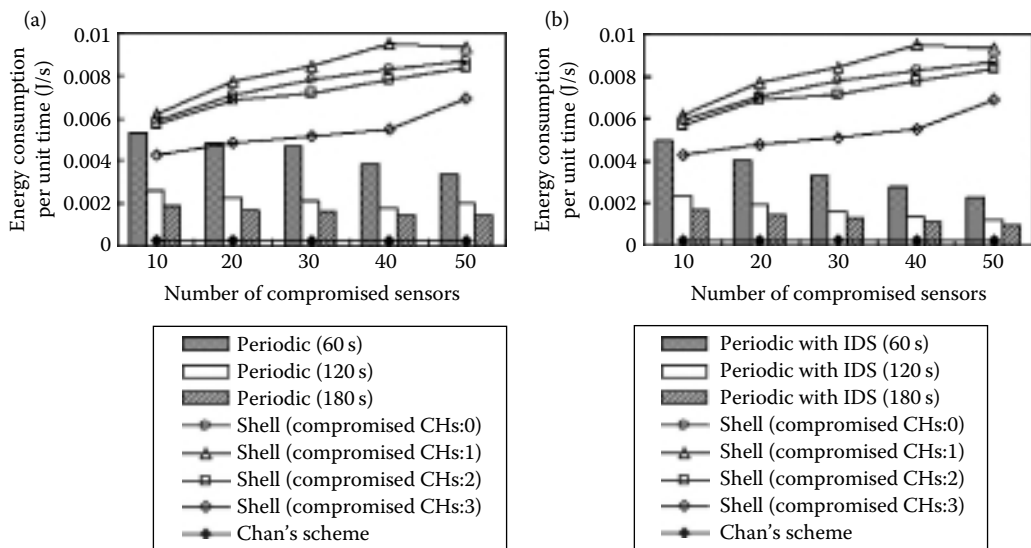 (a)
Energy consumption
per unit time (J/s)
0.01
0.008
0.006
0.004
0.002
0
10 20 30 40 50
Number of compromised sensors
Periodic (60 s)
Periodic (120 s)
Periodic (180 s)
Shell (compromised CHs:0)
Shell (compromised CHs:1)
Shell (compromised CHs:2)
Shell (compromised CHs:3)
Chan's scheme
(b)
Energy consumption
per unit time (J/s)
0.01
0.008
0.006
0.004
0.002
0
10 20 30 40 50
Number of compromised sensors
Periodic with IDS (60 s)
Periodic with IDS (120 s)
Periodic with IDS (180 s)
Shell (compromised CHs:0)
Shell (compromised CHs:1)
Shell (compromised CHs:2)
Shell (compromised CHs:3)
Chan's scheme